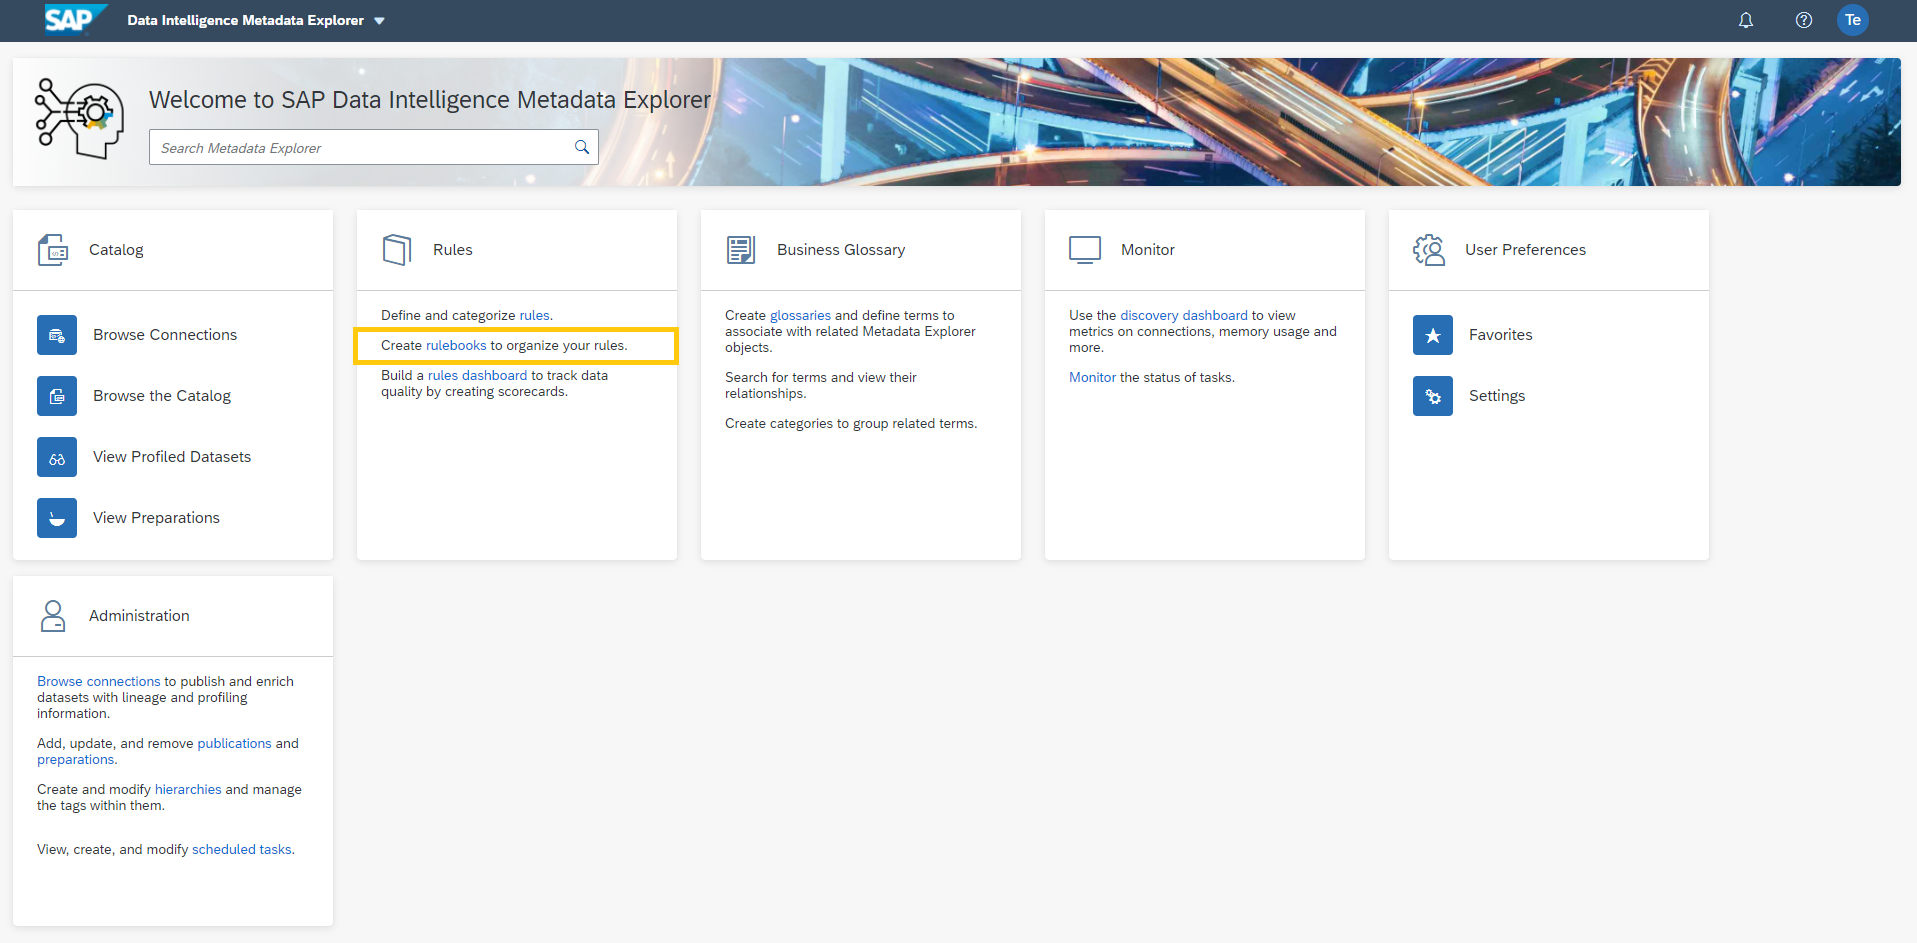 SAP
Data Intelligence Metadata Explorer
Te
Welcome to SAP Data Intelligence Metadata Explorer
Search Metadata Explorer
Catalog
Browse Connections
Browse the Catalog
View Profiled Datasets
View Preparations
Rules
Define and categorize rules.
Create rulebooks to organize your rules.
Build a rules dashboard to track data
quality by creating scorecards.
Business Glossary
Create glossaries and define terms to
associate with related Metadata Explorer
objects.
Search for terms and view their
relationships.
Create categories to group related terms.
Monitor
Use the discovery dashboard to view
metrics on connections, memory usage and
more.
Monitor the status of tasks.
User Preferences
Favorites
Settings
Administration
Browse connections to publish and enrich
datasets with lineage and profiling
information.
Add, update, and remove publications and
preparations.
Create and modify hierarchies and manage
the tags within them.
View, create, and modify scheduled tasks.